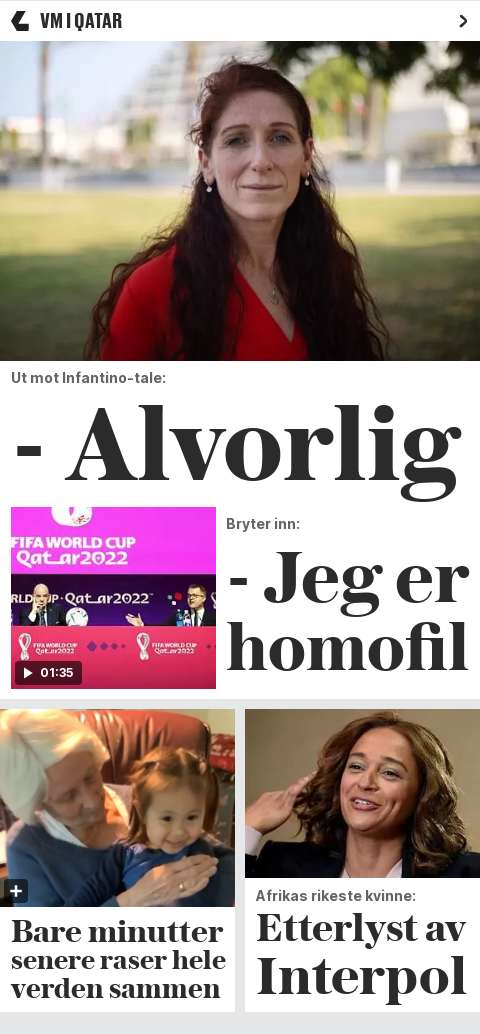 VM I QATAR
Ut mot Infantino-tale:
- Alvorlig
FIFA WORLD CUP
Qatar2022
RLD CUP · Qatar2022
FIFA WORLD CUP
Qatar2022
FIFA WORLD CUP
Qatar2022
01:35
Bryter inn:
- Jeg er
homofil
Bare minutter
senere raser hele
verden sammen
Afrikas rikeste kvinne:
Etterlyst av
Interpol